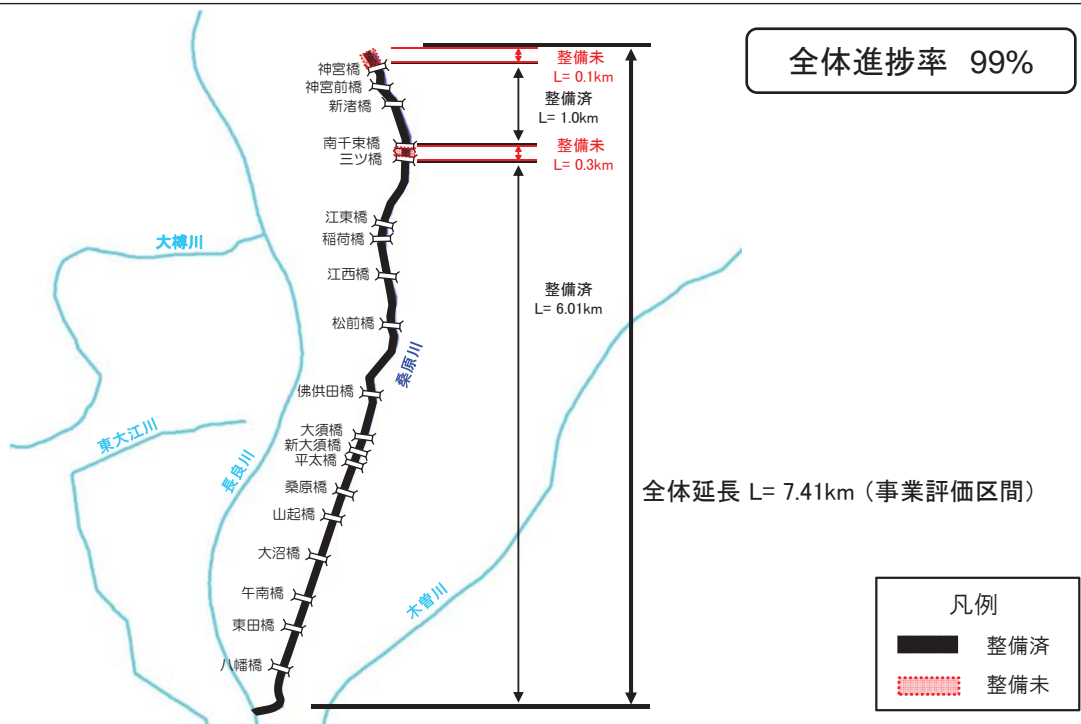 全体進捗率 99%
整備未
L= 0.1km
神宮橋
神宮前橋
新渚橋
整備済
L= 1.0km
南千束橋
三ツ橋
整備未
L= 0.3km
江東橋
稲荷橋
大榑川
江西橋
整備済
L= 6.01km
松前橋
桑原川
佛供田橋
大須橋
新大須橋
平太橋
東大江川
長良川
桑原橋
全体延長 L= 7.41km（事業評価区間）
山起橋
大沼橋
午南橋
木曽川
東田橋
八幡橋
凡例
整備済
整備未